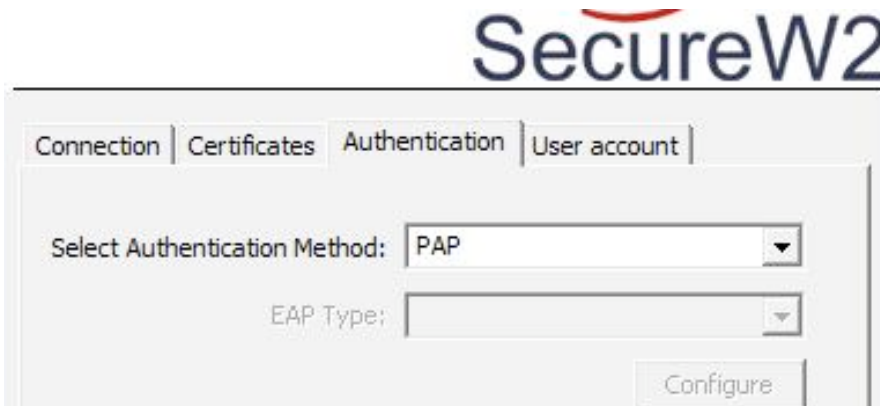 SecureW2
Connection Certificates Authentication User account
Select Authentication Method: PAP
EAP Type:
Configure